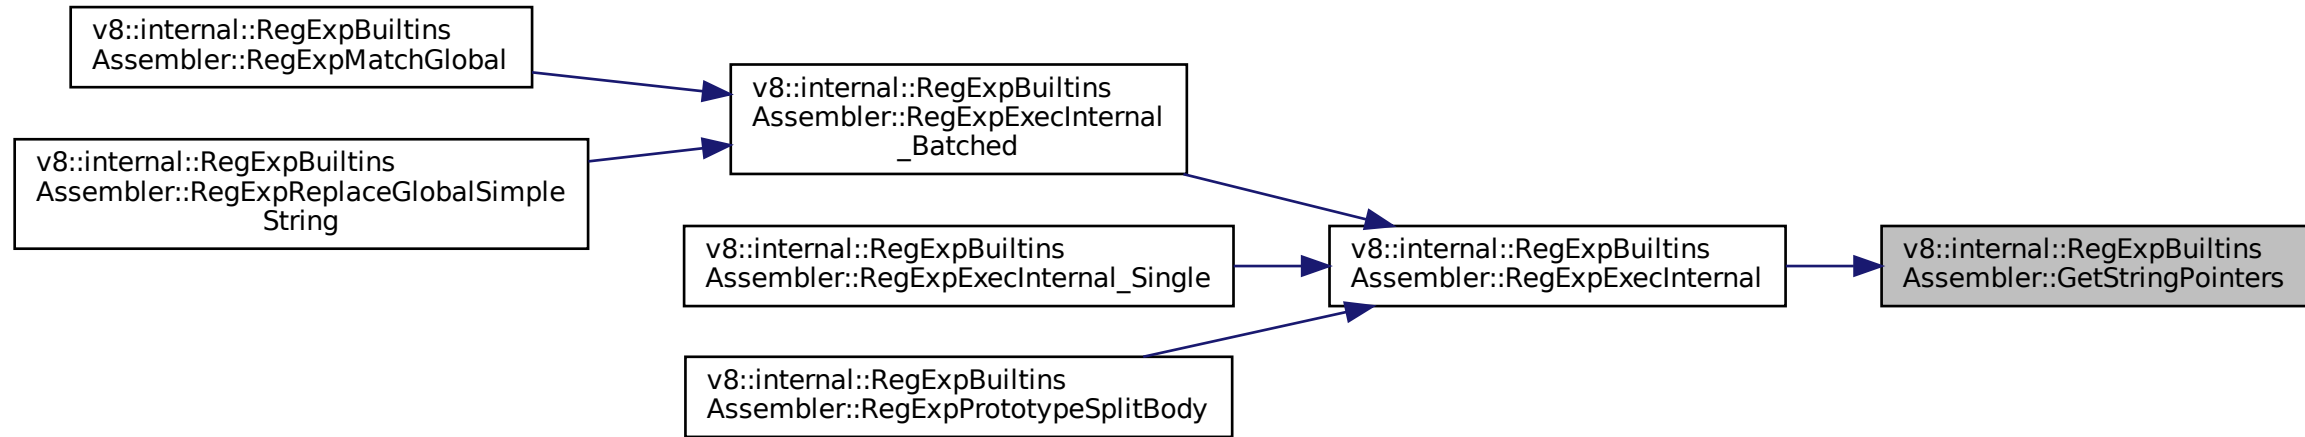 v8::internal::RegExpBuiltins
Assembler::RegExpMatchGlobal
v8::internal::RegExpBuiltins
Assembler::RegExpReplaceGlobalSimple
String
v8::internal::RegExpBuiltins
Assembler::RegExpExecInternal
_Batched
v8::internal::RegExpBuiltins
Assembler::RegExpExecInternal_Single
v8::internal::RegExpBuiltins
Assembler::RegExpPrototypeSplitBody
v8::internal::RegExpBuiltins
Assembler::RegExpExecInternal
v8::internal::RegExpBuiltins
Assembler::GetStringPointers